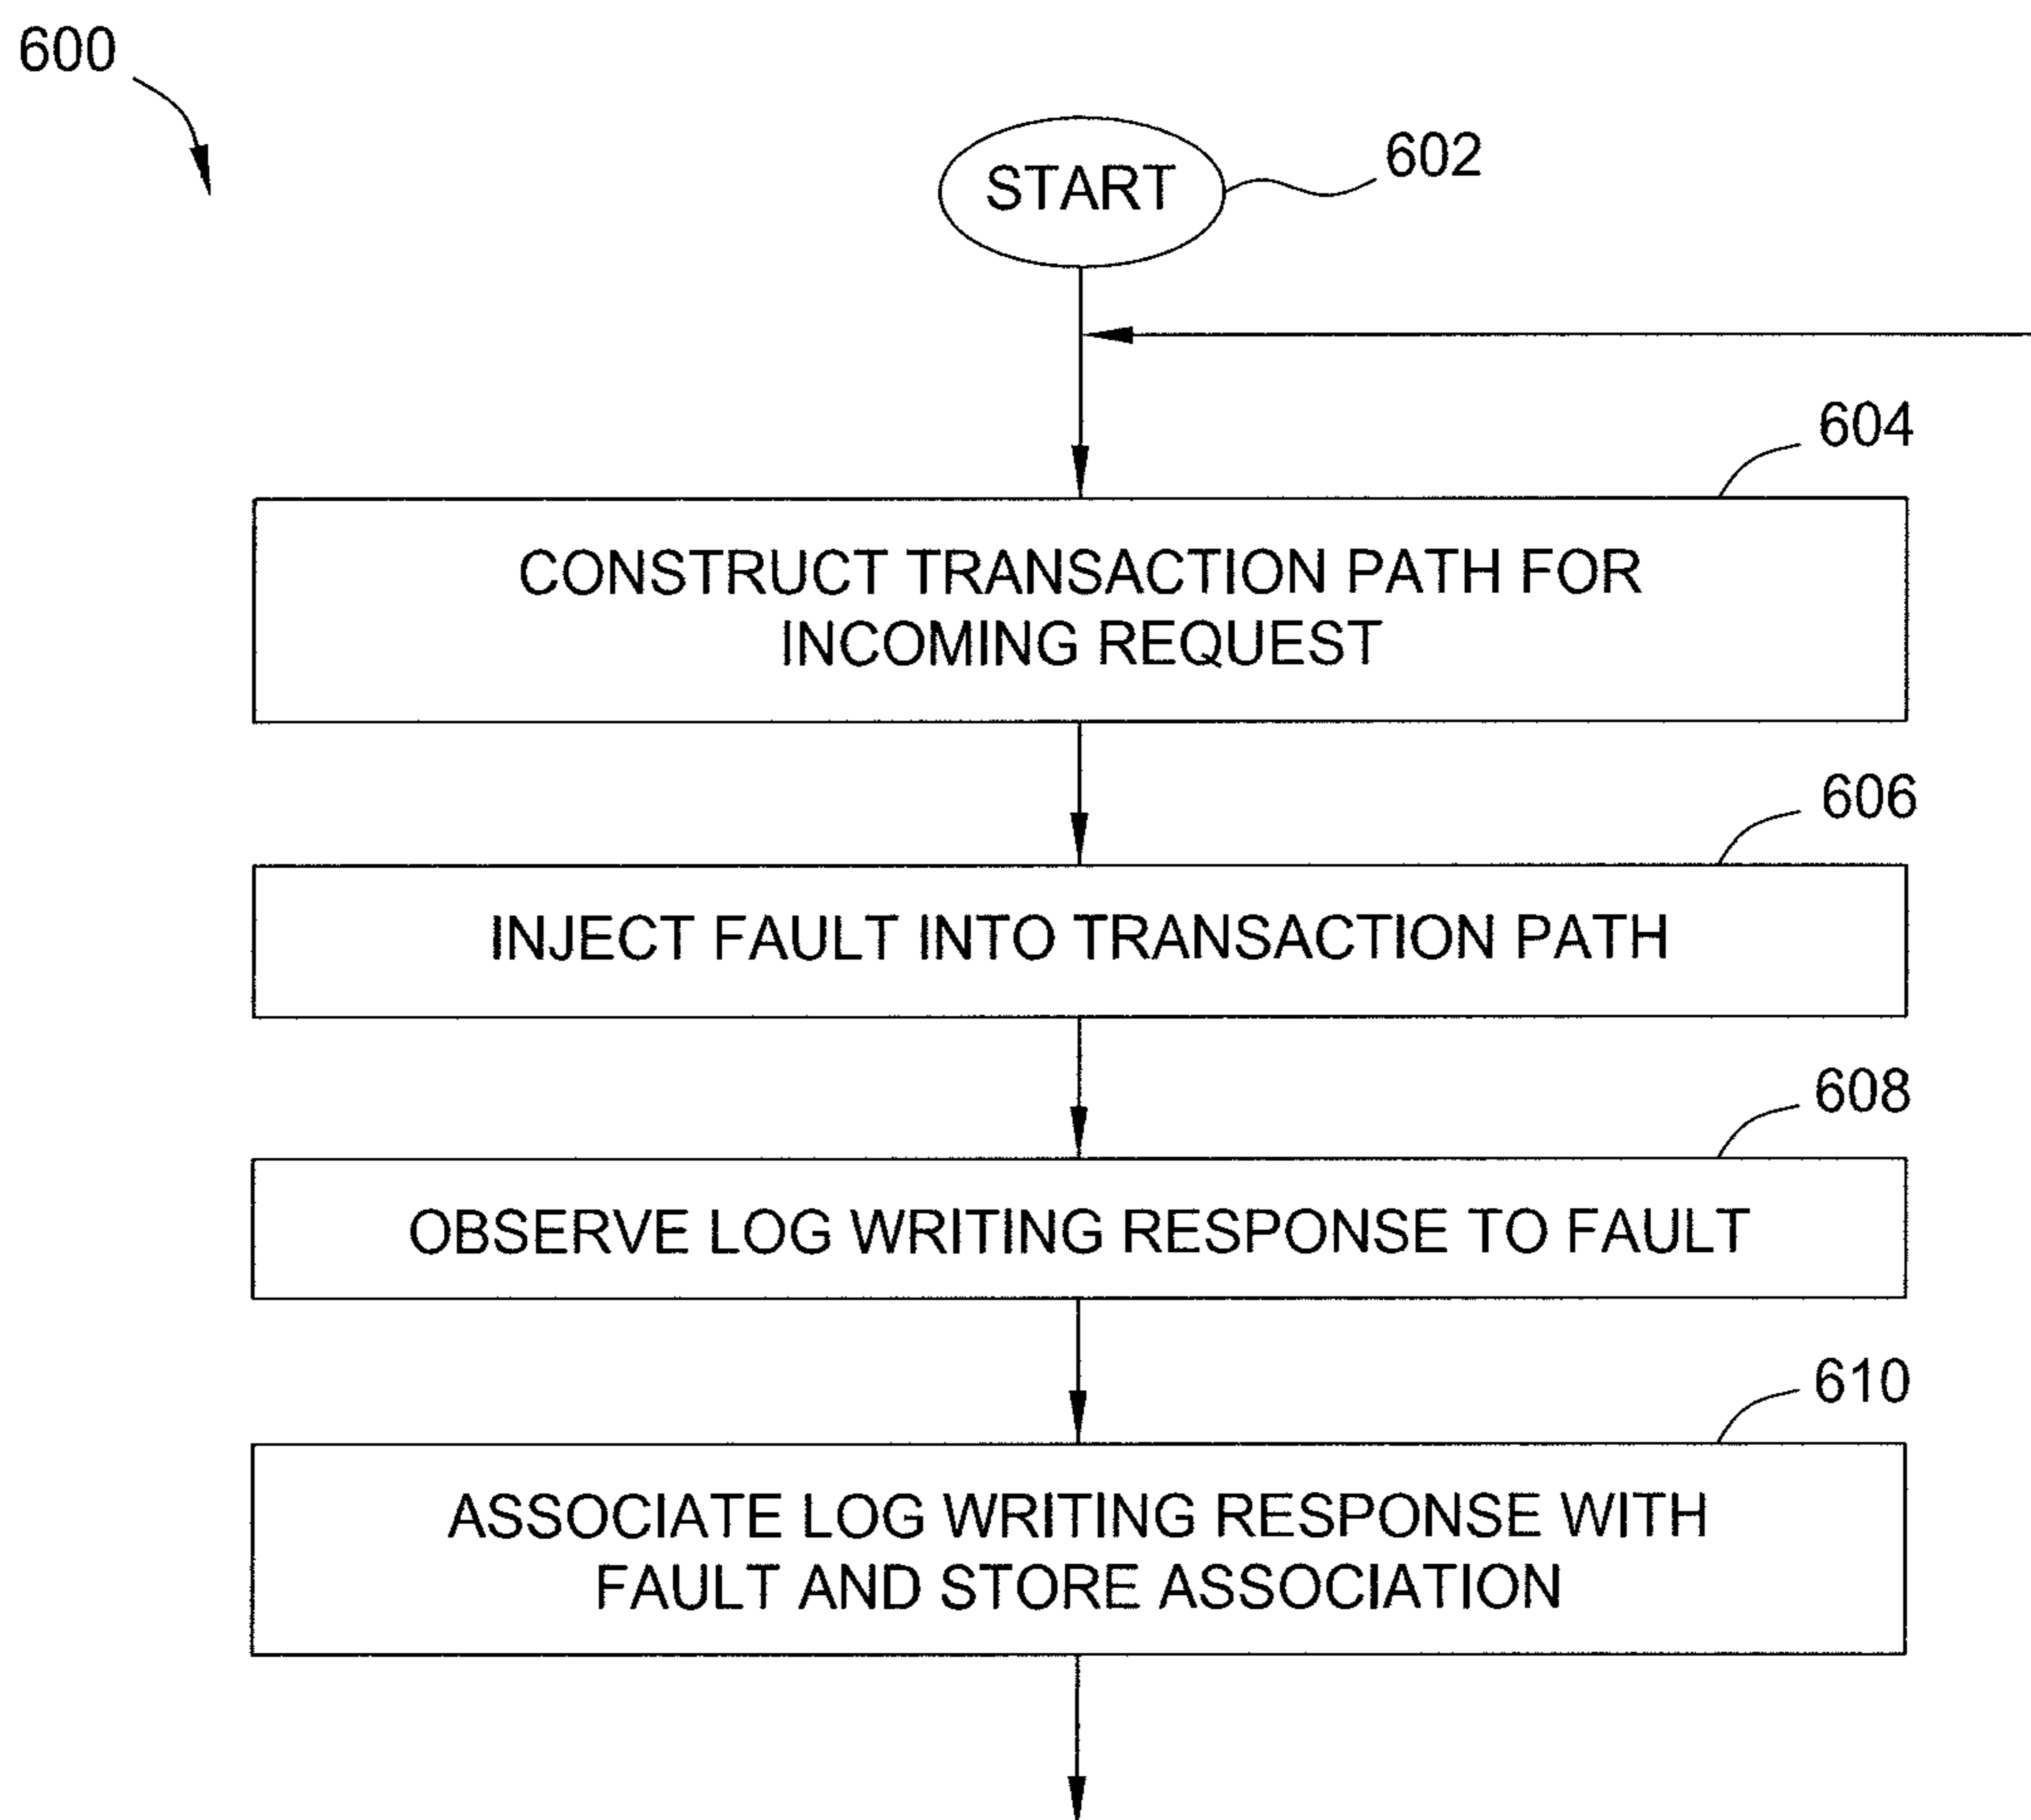 600
START
602
604
CONSTRUCT TRANSACTION PATH FOR
INCOMING REQUEST
606
INJECT FAULT INTO TRANSACTION PATH
608
OBSERVE LOG WRITING RESPONSE TO FAULT
610
ASSOCIATE LOG WRITING RESPONSE WITH
FAULT AND STORE ASSOCIATION